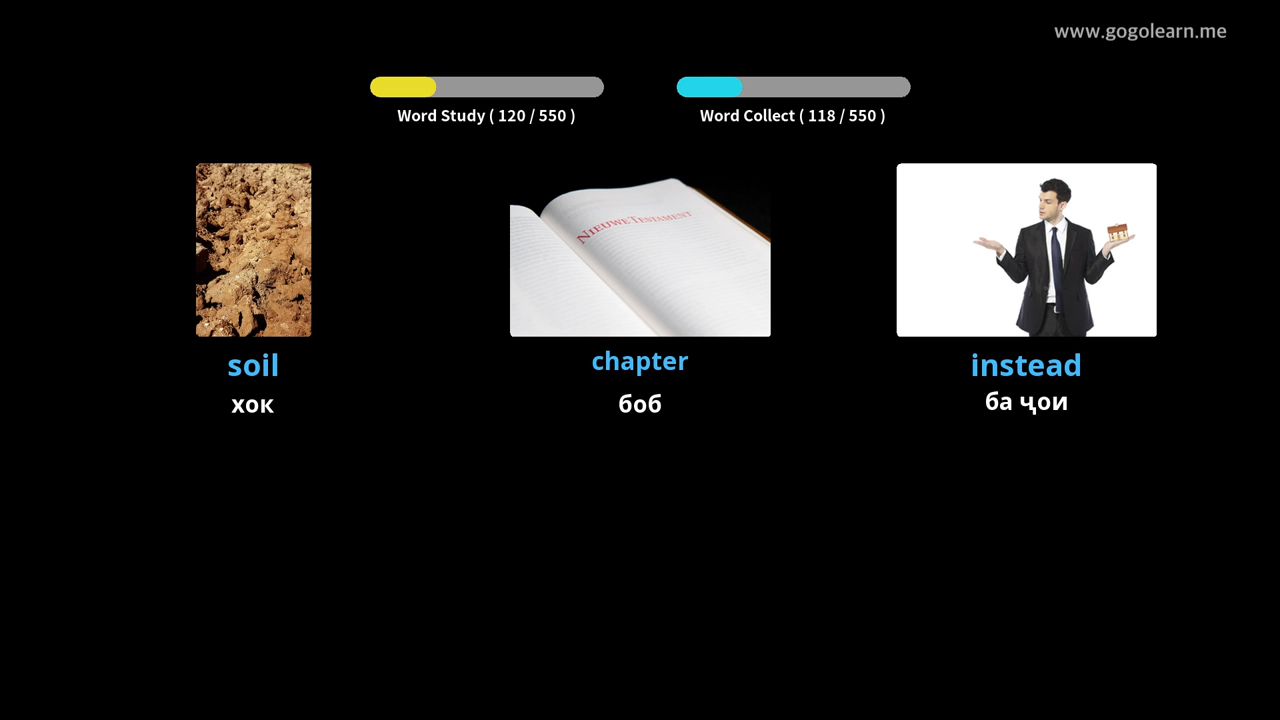 www.gogolearn.me
Word Study ( 120 / 550 )
Word Collect ( 118 / 550 )
NIEUWE TESTAMENT
soil
chapter
instead
хок
боб
ба ҷои